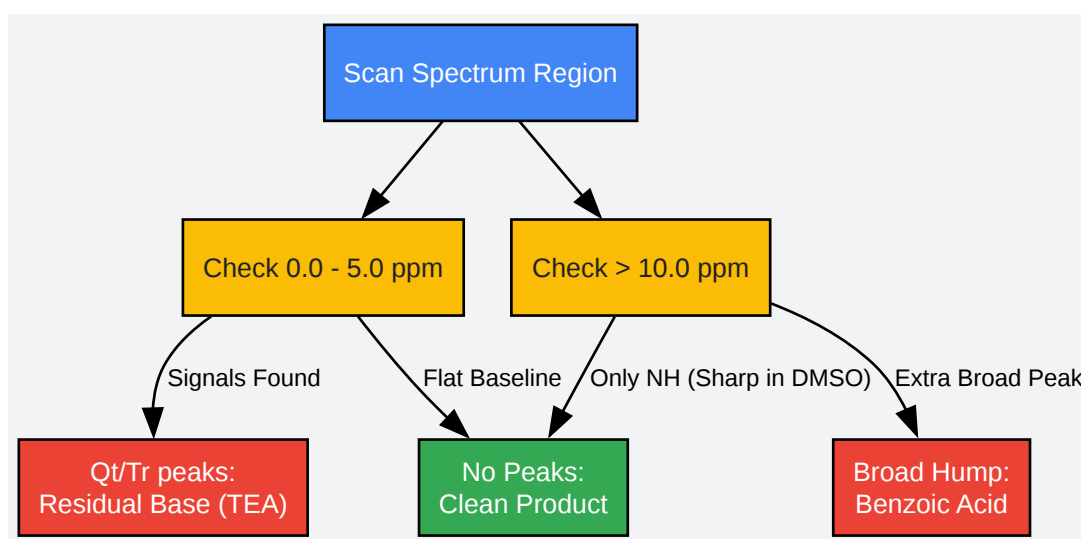 Scan Spectrum Region
Check 0.0 - 5.0 ppm
Check > 10.0 ppm
Signals Found
Flat Baseline
Only NH (Sharp in DMSO)
Extra Broad Peak
Qt/Tr peaks:
Residual Base (TEA)
No Peaks:
Clean Product
Broad Hump:
Benzoic Acid